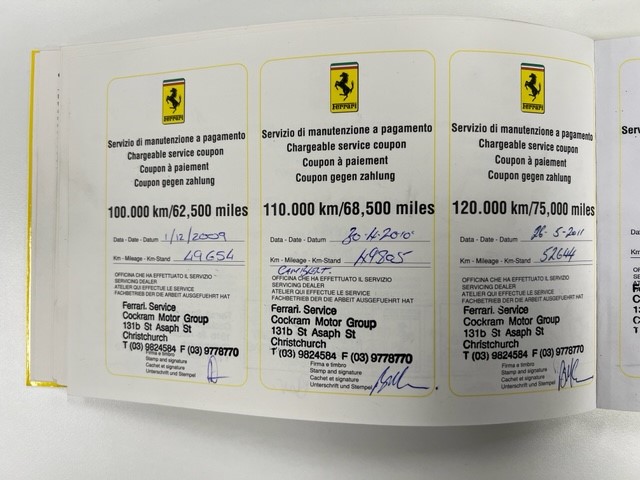 Ferrari
Servizio di manutenzione a pagamento
Chargeable service coupon
Coupon à paiement
Coupon gegen zahlung
100.000 km/62,500 miles
Data - Date - Datum 1/12/2009
Km - Mileage - Km-Stand 49654
OFFICINA CHE HA EFFETTUATO IL SERVIZIO
SERVICING DEALER
ATELIER QUI EFFECTUE LE SERVICE
FACHBETRIEB DER DIE ARBEIT AUSGEFUEHRT HAT
Ferrari. Service
Cockram Motor Group
131b St Asaph St
Christchurch
T (03) 9824584 F (03) 9778770
Firma e timbro
Stamp and signature
Cachet et signature
Unterschrift und Stempel
Ferrari
Servizio di manutenzione a pagamento
Chargeable service coupon
Coupon à paiement
Coupon gegen zahlung
110.000 km/68,500 miles
Data - Date - Datum 30-4-2010
Km - Mileage - Km-Stand 49805
CAMBELT.
OFFICINA CHE HA EFFETTUATO IL SERVIZIO
SERVICING DEALER
ATELIER QUI EFFECTUE LE SERVICE
FACHBETRIEB DER DIE ARBEIT AUSGEFUEHRT HAT
Ferrari. Service
Cockram Motor Group
131b St Asaph St
Christchurch
T (03) 9824584 F (03) 9778770
Firma e timbro
Stamp and signature
Cachet et signature
Unterschrift und Stempel
Ferrari
Servizio di manutenzione a pagamento
Chargeable service coupon
Coupon à paiement
Coupon gegen zahlung
120.000 km/75,000 miles
Data - Date - Datum 26-5-2011
Km - Mileage - Km-Stand 52644
OFFICINA CHE HA EFFETTUATO IL SERVIZIO
SERVICING DEALER
ATELIER QUI EFFECTUE LE SERVICE
FACHBETRIEB DER DIE ARBEIT AUSGEFUEHRT HAT
Ferrari. Service
Cockram Motor Group
131b St Asaph St
Christchurch
T (03) 9824584 F (03) 9778770
Firma e timbro
Stamp and signature
Cachet et signature
Unterschrift und Stempel